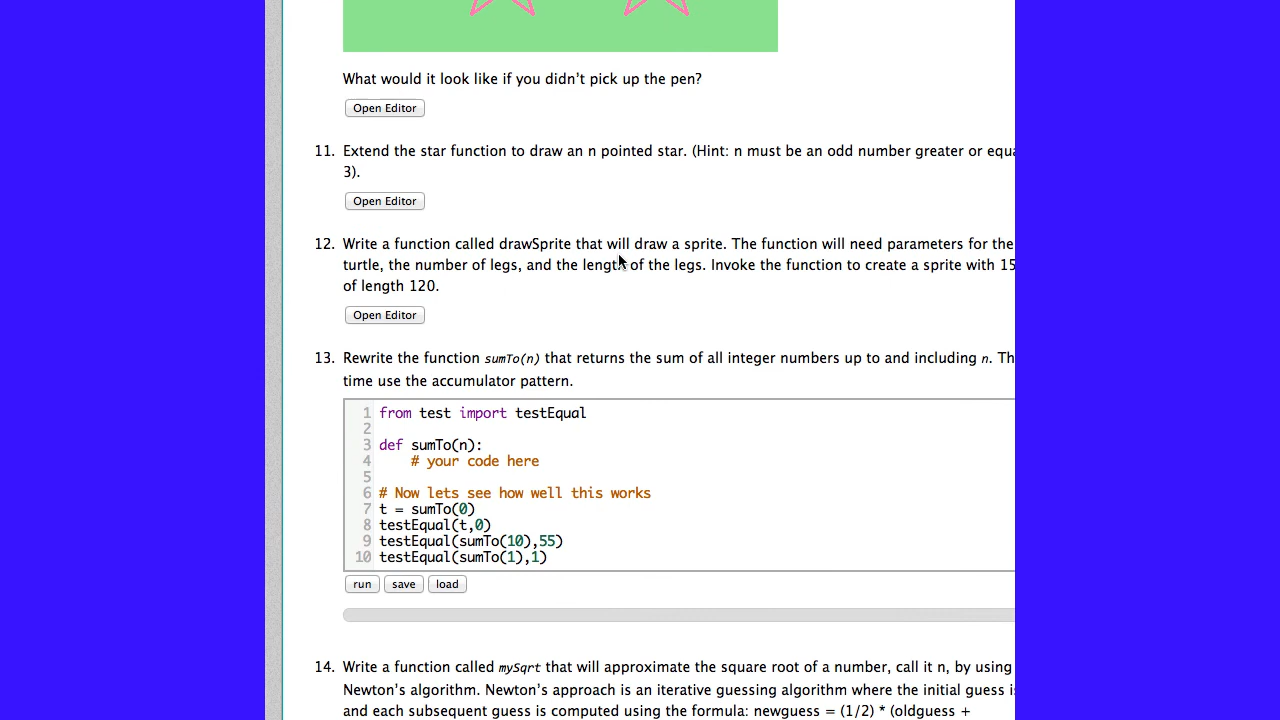 What would it look like if you didn’t pick up the pen?
Open Editor
11. Extend the star function to draw an n pointed star. (Hint: n must be an odd number greater or equa
3).
Open Editor
12. Write a function called drawSprite that will draw a sprite. The function will need parameters for the
turtle, the number of legs, and the length of the legs. Invoke the function to create a sprite with 15
of length 120.
Open Editor
13. Rewrite the function sumTo(n) that returns the sum of all integer numbers up to and including n. Th
time use the accumulator pattern.
1 from test import testEqual
2
3 def sumTo(n):
4     # your code here
5
6 # Now lets see how well this works
7 t = sumTo(0)
8 testEqual(t,0)
9 testEqual(sumTo(10),55)
10 testEqual(sumTo(1),1)
run save load
14. Write a function called mySqrt that will approximate the square root of a number, call it n, by using
Newton’s algorithm. Newton’s approach is an iterative guessing algorithm where the initial guess i
and each subsequent guess is computed using the formula: newguess = (1/2) * (oldguess +